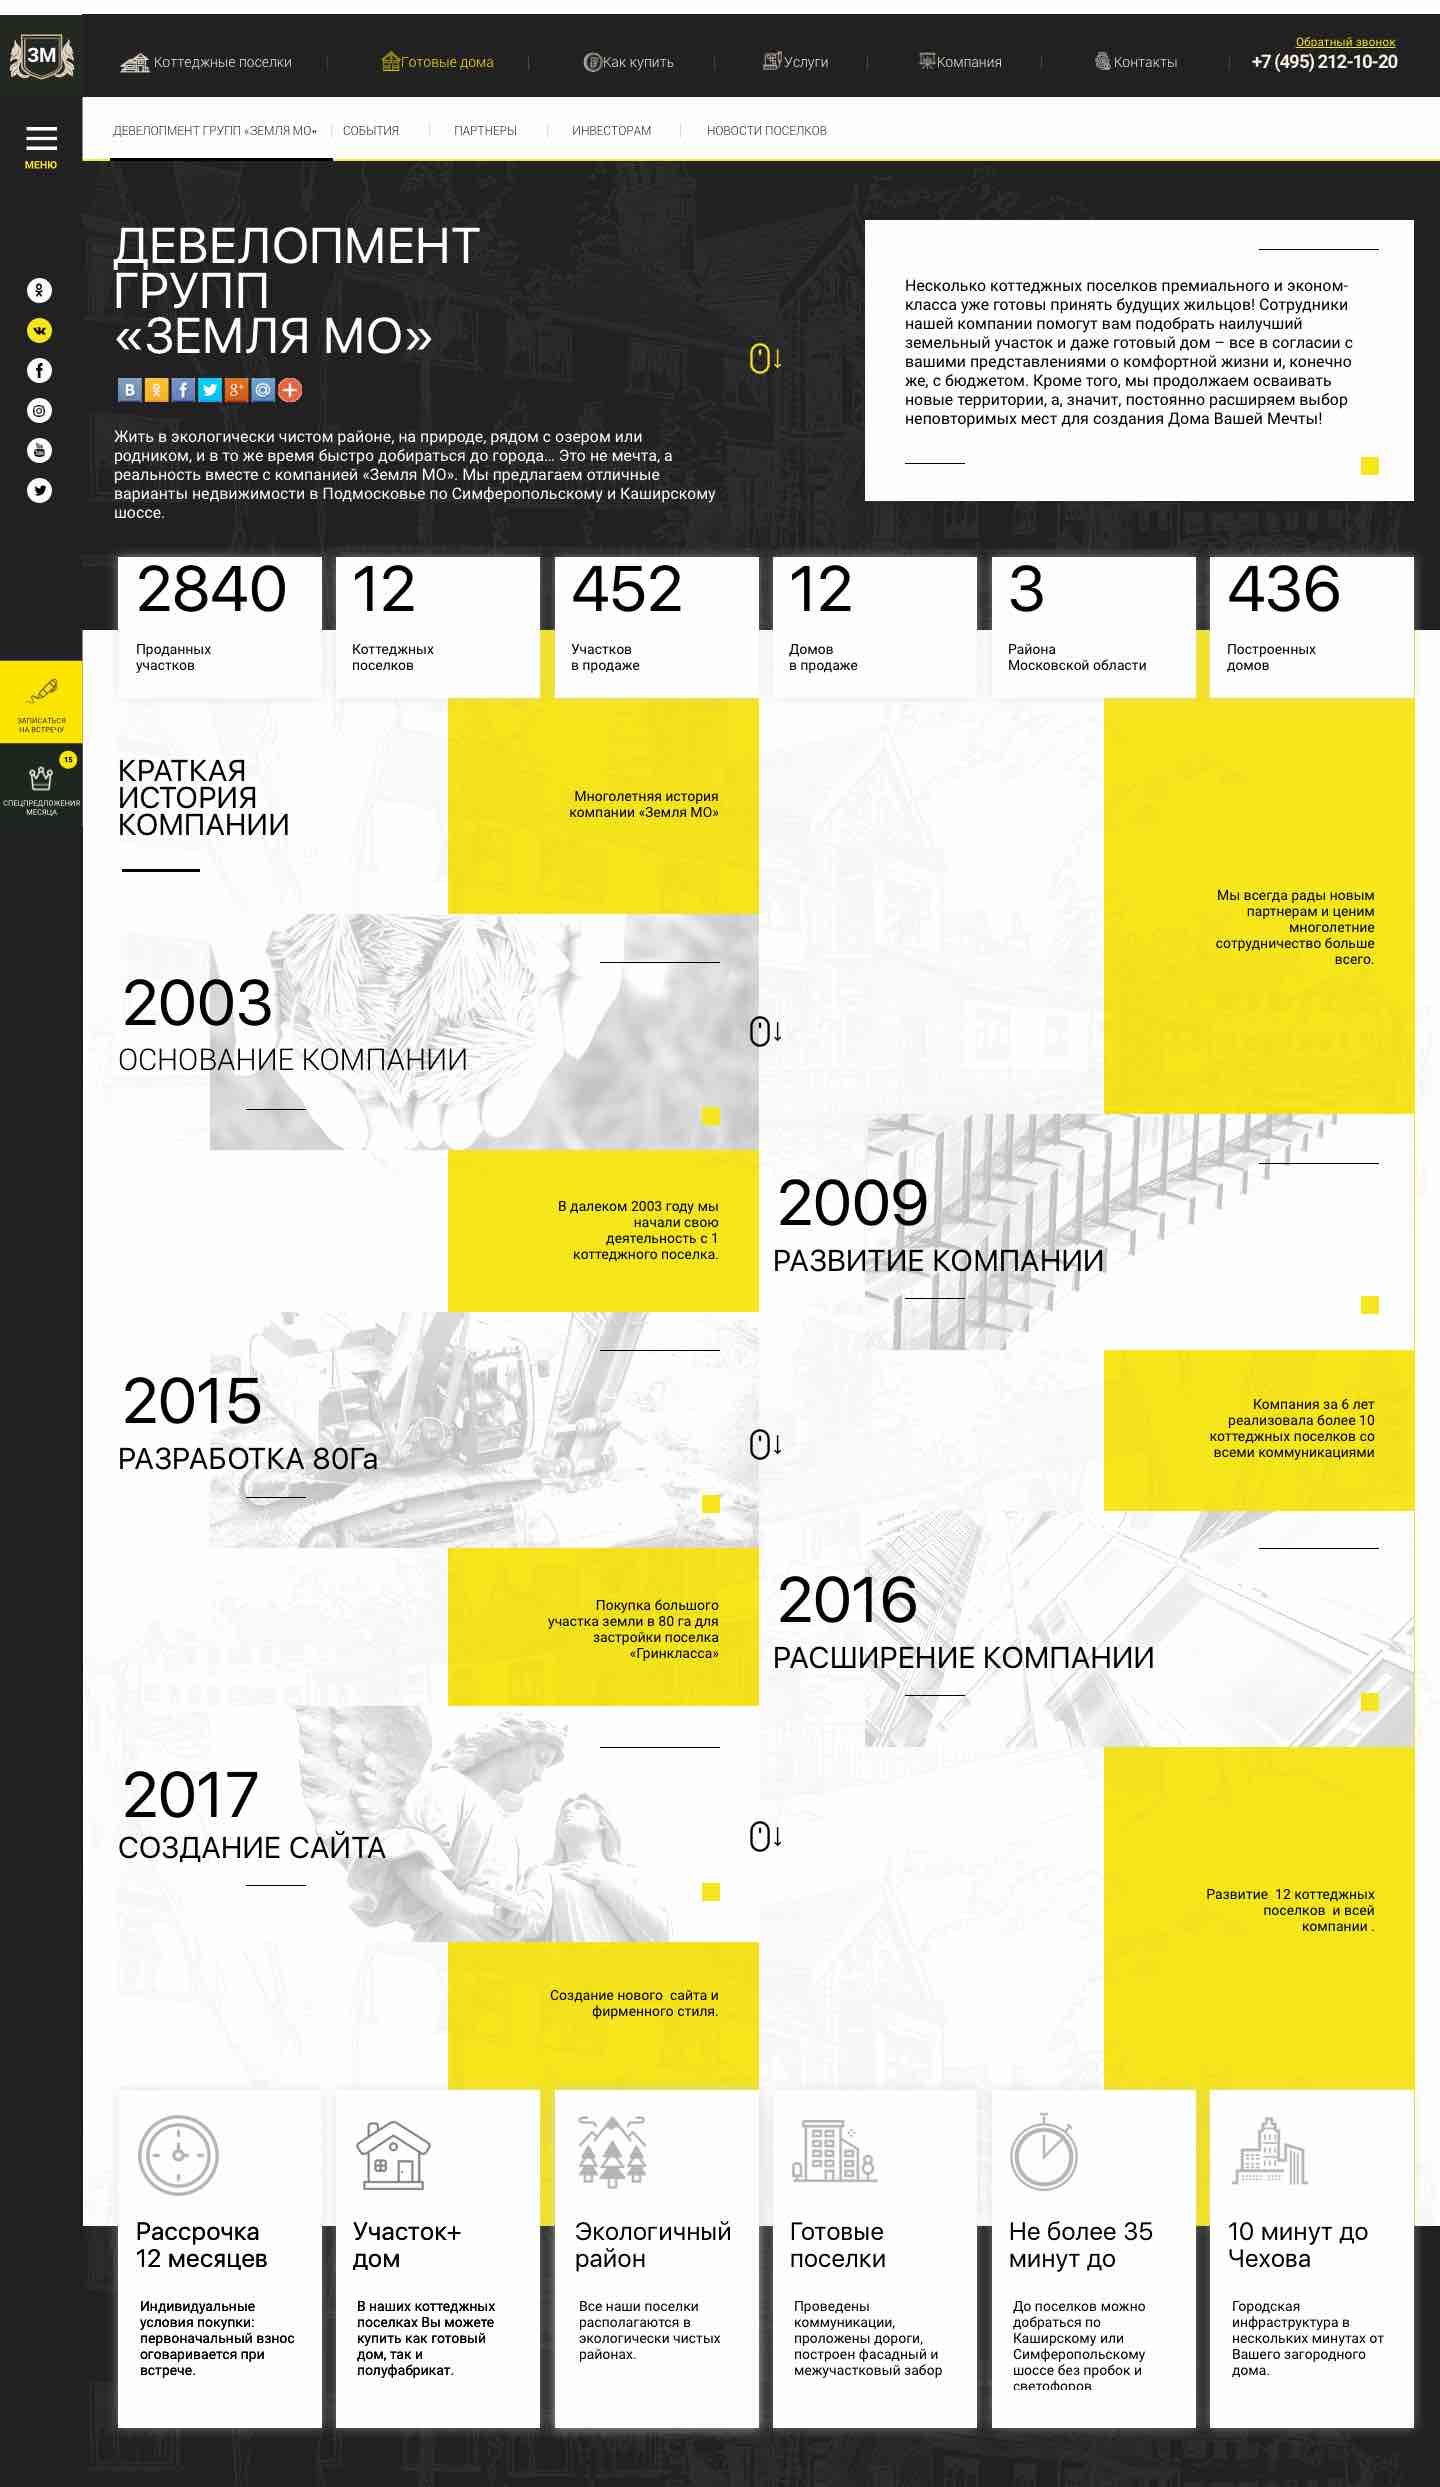 ЗМ
Коттеджные поселки
Готовые дома
Как купить
Услуги
Компания
Контакты
Обратный звонок
+7 (495) 212-10-20
МЕНЮ
ДЕВЕЛОПМЕНТ ГРУПП «ЗЕМЛЯ МО»
СОБЫТИЯ
ПАРТНЕРЫ
ИНВЕСТОРАМ
НОВОСТИ ПОСЕЛКОВ
ДЕВЕЛОПМЕНТ
ГРУПП
«ЗЕМЛЯ МО»
Жить в экологически чистом районе, на природе, рядом с озером или
родником, и в то же время быстро добираться до города... Это не мечта, а
реальность вместе с компанией «Земля МО». Мы предлагаем отличные
варианты недвижимости в Подмосковье по Симферопольскому и Каширскому
шоссе.
Несколько коттеджных поселков премиального и эконом-
класса уже готовы принять будущих жильцов! Сотрудники
нашей компании помогут вам подобрать наилучший
земельный участок и даже готовый дом – все в согласии с
вашими представлениями о комфортной жизни и, конечно
же, с бюджетом. Кроме того, мы продолжаем осваивать
новые территории, а, значит, постоянно расширяем выбор
неповторимых мест для создания Дома Вашей Мечты!
2840
Проданных
участков
12
Коттеджных
поселков
452
Участков
в продаже
12
Домов
в продаже
3
Района
Московской области
436
Построенных
домов
ЗАПИСАТЬСЯ
НА ВСТРЕЧУ
15
СПЕЦПРЕДЛОЖЕНИЯ
МЕСЯЦА
КРАТКАЯ
ИСТОРИЯ
КОМПАНИИ
Многолетняя история
компании «Земля МО»
Мы всегда рады новым
партнерам и ценим
многолетние
сотрудничество больше
всего.
2003
ОСНОВАНИЕ КОМПАНИИ
В далеком 2003 году мы
начали свою
деятельность с 1
коттеджного поселка.
2009
РАЗВИТИЕ КОМПАНИИ
Компания за 6 лет
реализовала более 10
коттеджных поселков со
всеми коммуникациями
2015
РАЗРАБОТКА 80Га
Покупка большого
участка земли в 80 га для
застройки поселка
«Гринкласса»
2016
РАСШИРЕНИЕ КОМПАНИИ
Развитие 12 коттеджных
поселков и всей
компании .
2017
СОЗДАНИЕ САЙТА
Создание нового сайта и
фирменного стиля.
Рассрочка
12 месяцев
Индивидуальные
условия покупки:
первоначальный взнос
оговаривается при
встрече.
Участок+
дом
В наших коттеджных
поселках Вы можете
купить как готовый
дом, так и
полуфабрикат.
Экологичный
район
Все наши поселки
располагаются в
экологически чистых
районах.
Готовые
поселки
Проведены
коммуникации,
проложены дороги,
построен фасадный и
межучастковый забор
Не более 35
минут до
До поселков можно
добраться по
Каширскому или
Симферопольскому
шоссе без пробок и
светофоров.
10 минут до
Чехова
Городская
инфраструктура в
нескольких минутах от
Вашего загородного
дома.